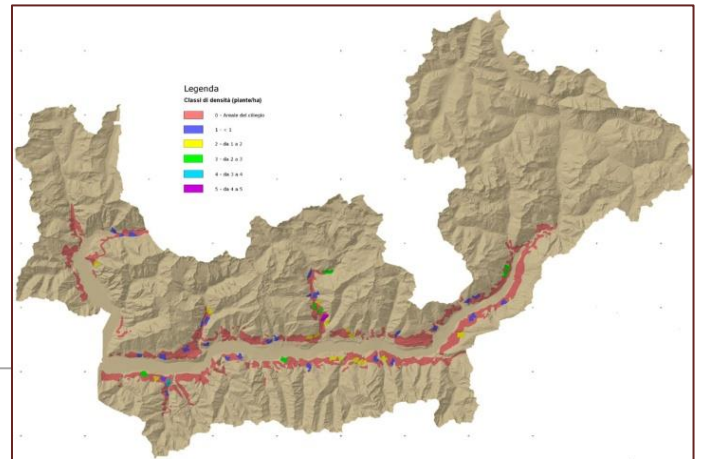 Legenda
Classi di densità (piante/ha)
0 - Areale del ciliegio
1 - < 1
2 - da 1 a 2
3 - da 2 a 3
4 - da 3 a 4
5 - da 4 a 5